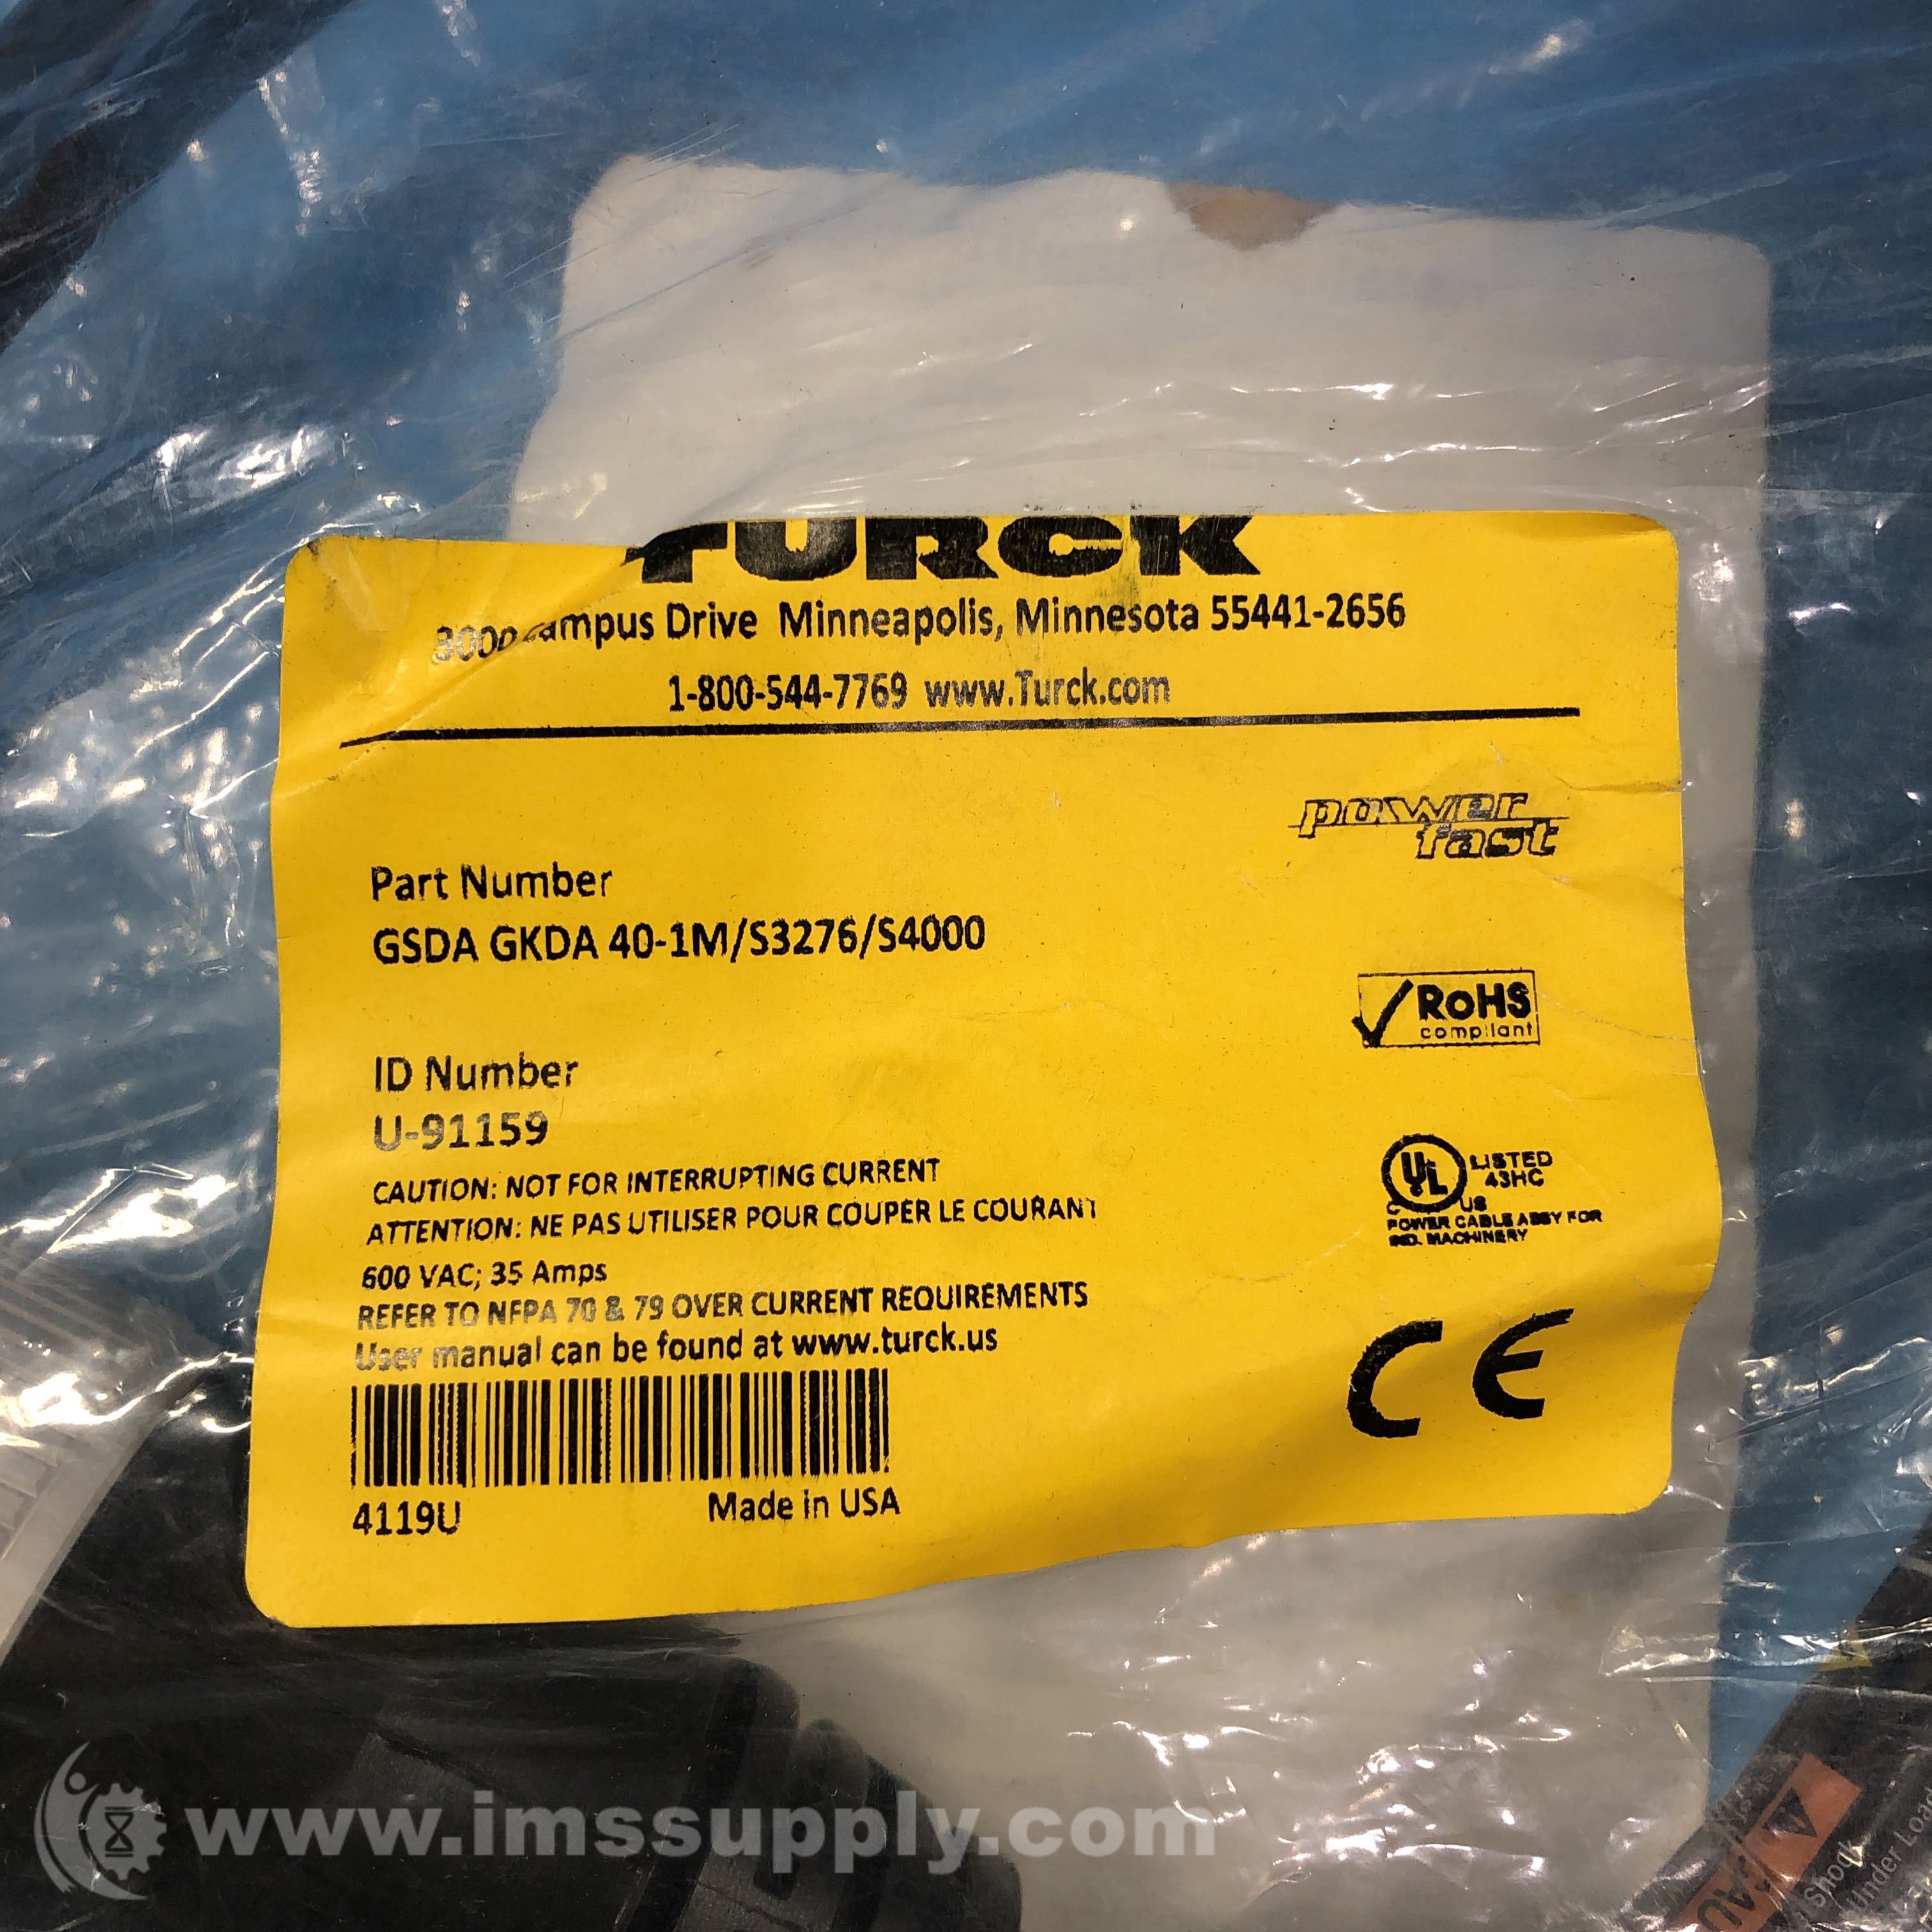 TURCK
3000 Campus Drive Minneapolis, Minnesota 55441-2656
1-800-544-7769 www.Turck.com
power
fast
Part Number
GSDA GKDA 40-1M/S3276/S4000
RoHS
compliant
ID Number
U-91159
UL LISTED
43HC
C US
POWER CABLE ASSY FOR
IND. MACHINERY
CAUTION: NOT FOR INTERRUPTING CURRENT
ATTENTION: NE PAS UTILISER POUR COUPER LE COURANT
600 VAC; 35 Amps
REFER TO NFPA 70 & 79 OVER CURRENT REQUIREMENTS
User manual can be found at www.turck.us
CE
4119U Made in USA
www.imssupply.com
Shock
Under